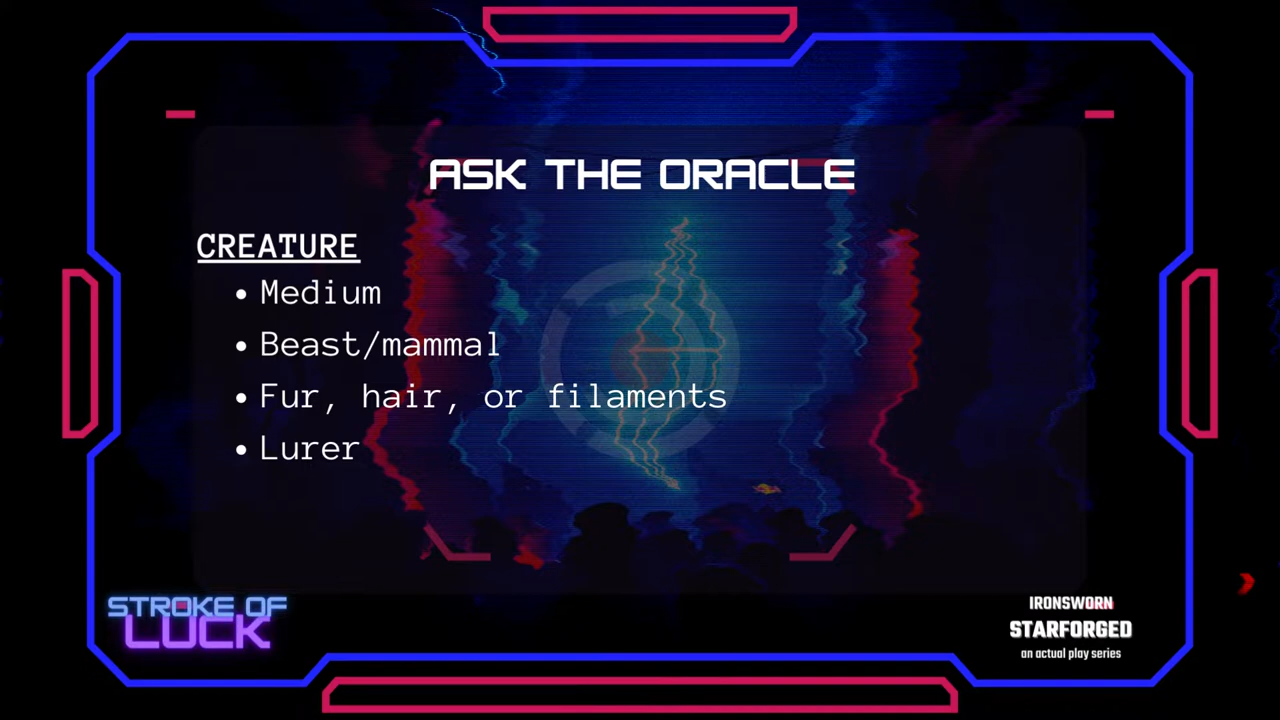 ASK THE ORACLE
CREATURE
• Medium
• Beast/mammal
• Fur, hair, or filaments
• Lurer
STROKE OF
LUCK
IRONSWORN
STARFORGED
an actual play series